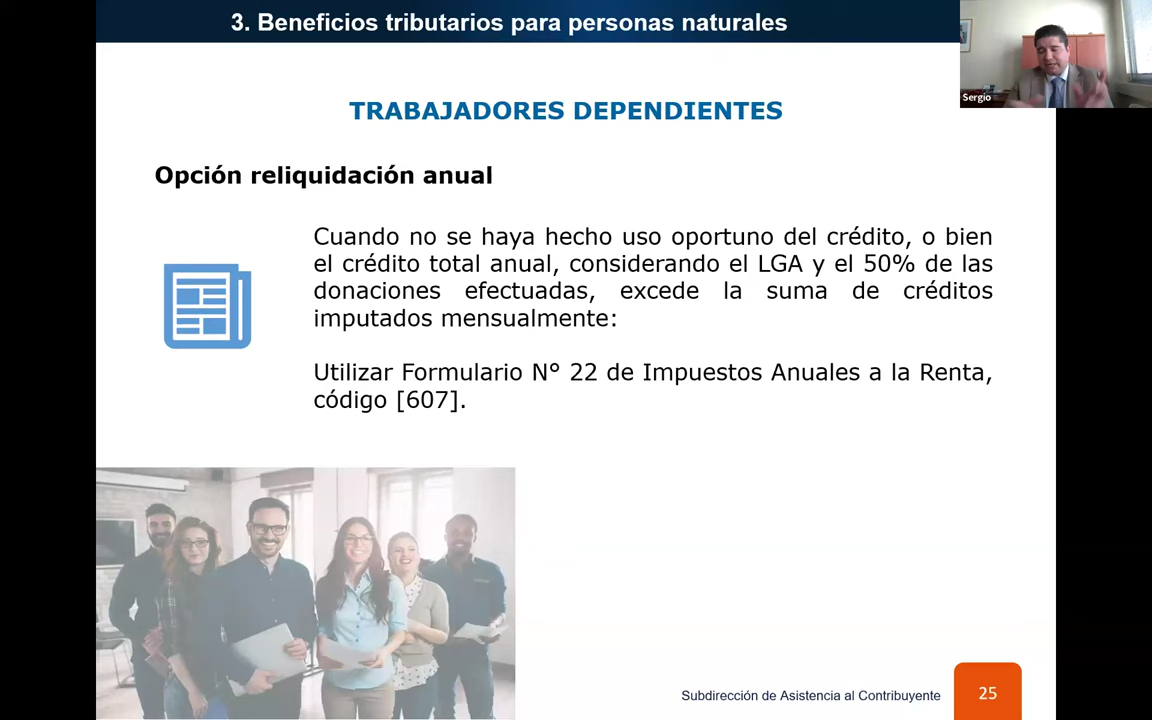 3. Beneficios tributarios para personas naturales
Sergio
TRABAJADORES DEPENDIENTES
Opción reliquidación anual
Cuando no se haya hecho uso oportuno del crédito, o bien
el crédito total anual, considerando el LGA y el 50% de las
donaciones efectuadas, excede la suma de créditos
imputados mensualmente:
Utilizar Formulario N° 22 de Impuestos Anuales a la Renta,
código [607].
Subdirección de Asistencia al Contribuyente
25